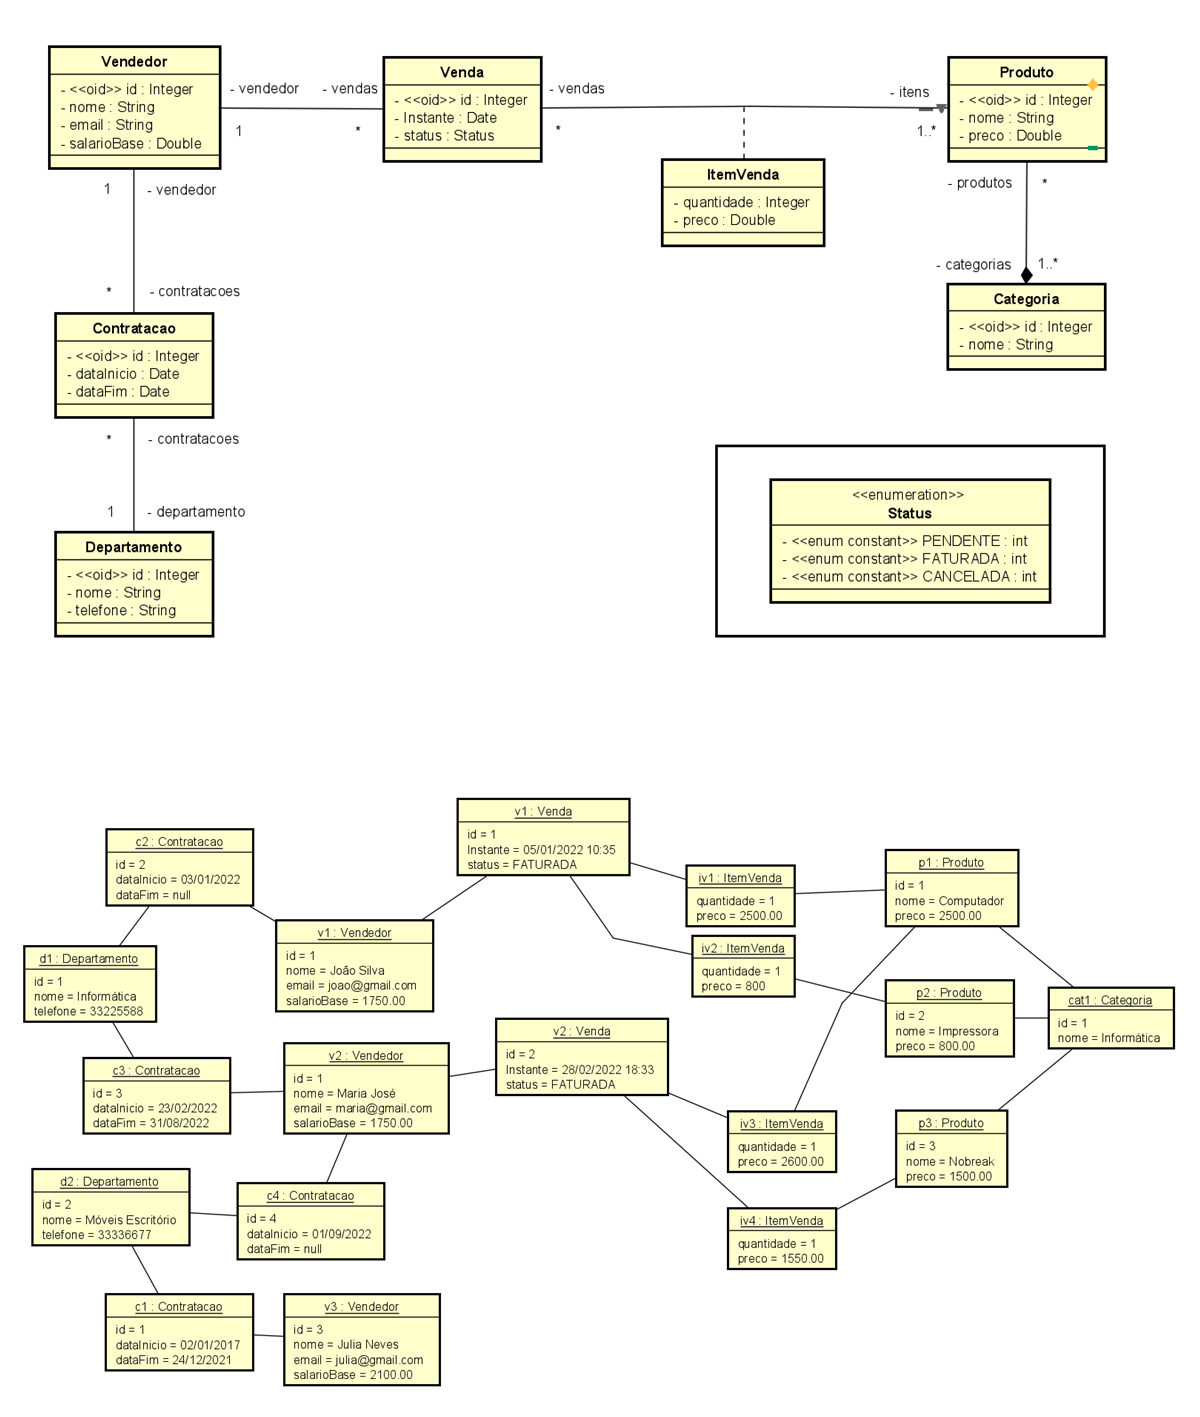 Vendedor
- <<oid>> id : Integer
- nome : String
- email : String
- salarioBase : Double
- vendedor
- vendas
1
*
Venda
- <<oid>> id : Integer
- Instante : Date
- status : Status
- vendas
*
- itens
1..*
Produto
- <<oid>> id : Integer
- nome : String
- preco : Double
ItemVenda
- quantidade : Integer
- preco : Double
1
- vendedor
- produtos
*
- categorias
1..*
*
- contratacoes
Categoria
- <<oid>> id : Integer
- nome : String
Contratacao
- <<oid>> id : Integer
- dataInicio : Date
- dataFim : Date
*
- contratacoes
1
- departamento
Departamento
- <<oid>> id : Integer
- nome : String
- telefone : String
<<enumeration>>
Status
- <<enum constant>> PENDENTE : int
- <<enum constant>> FATURADA : int
- <<enum constant>> CANCELADA : int
v1 : Venda
id = 1
Instante = 05/01/2022 10:35
status = FATURADA
c2 : Contratacao
id = 2
dataInicio = 03/01/2022
dataFim = null
iv1 : ItemVenda
quantidade = 1
preco = 2500.00
p1 : Produto
id = 1
nome = Computador
preco = 2500.00
v1 : Vendedor
id = 1
nome = João Silva
email = joao@gmail.com
salarioBase = 1750.00
iv2 : ItemVenda
quantidade = 1
preco = 800
d1 : Departamento
id = 1
nome = Informática
telefone = 33225588
p2 : Produto
id = 2
nome = Impressora
preco = 800.00
cat1 : Categoria
id = 1
nome = Informática
v2 : Venda
id = 2
Instante = 28/02/2022 18:33
status = FATURADA
v2 : Vendedor
id = 1
nome = Maria José
email = maria@gmail.com
salarioBase = 1750.00
c3 : Contratacao
id = 3
dataInicio = 23/02/2022
dataFim = 31/08/2022
iv3 : ItemVenda
quantidade = 1
preco = 2600.00
p3 : Produto
id = 3
nome = Nobreak
preco = 1500.00
d2 : Departamento
id = 2
nome = Móveis Escritório
telefone = 33336677
c4 : Contratacao
id = 4
dataInicio = 01/09/2022
dataFim = null
iv4 : ItemVenda
quantidade = 1
preco = 1550.00
c1 : Contratacao
id = 1
dataInicio = 02/01/2017
dataFim = 24/12/2021
v3 : Vendedor
id = 3
nome = Julia Neves
email = julia@gmail.com
salarioBase = 2100.00